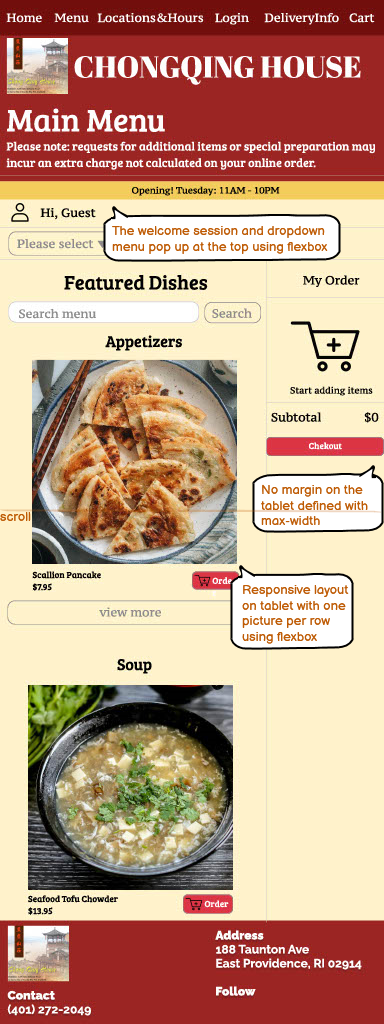 Home Menu Locations&Hours Login DeliveryInfo Cart
CHONGQING HOUSE
Main Menu
Please note: requests for additional items or special preparation may
incur an extra charge not calculated on your online order.
Opening! Tuesday: 11AM - 10PM
Hi, Guest
The welcome session and dropdown
menu pop up at the top using flexbox
Please select
Featured Dishes
Search menu
Search
Appetizers
My Order
Start adding items
Subtotal $0
Chekout
No margin on the
tablet defined with
max-width
scroll
Scallion Pancake
$7.95
Responsive layout
on tablet with one
picture per row
using flexbox
view more
Soup
Seafood Tofu Chowder
$13.95
Order
Contact
(401) 272-2049
Address
188 Taunton Ave
East Providence, RI 02914
Follow